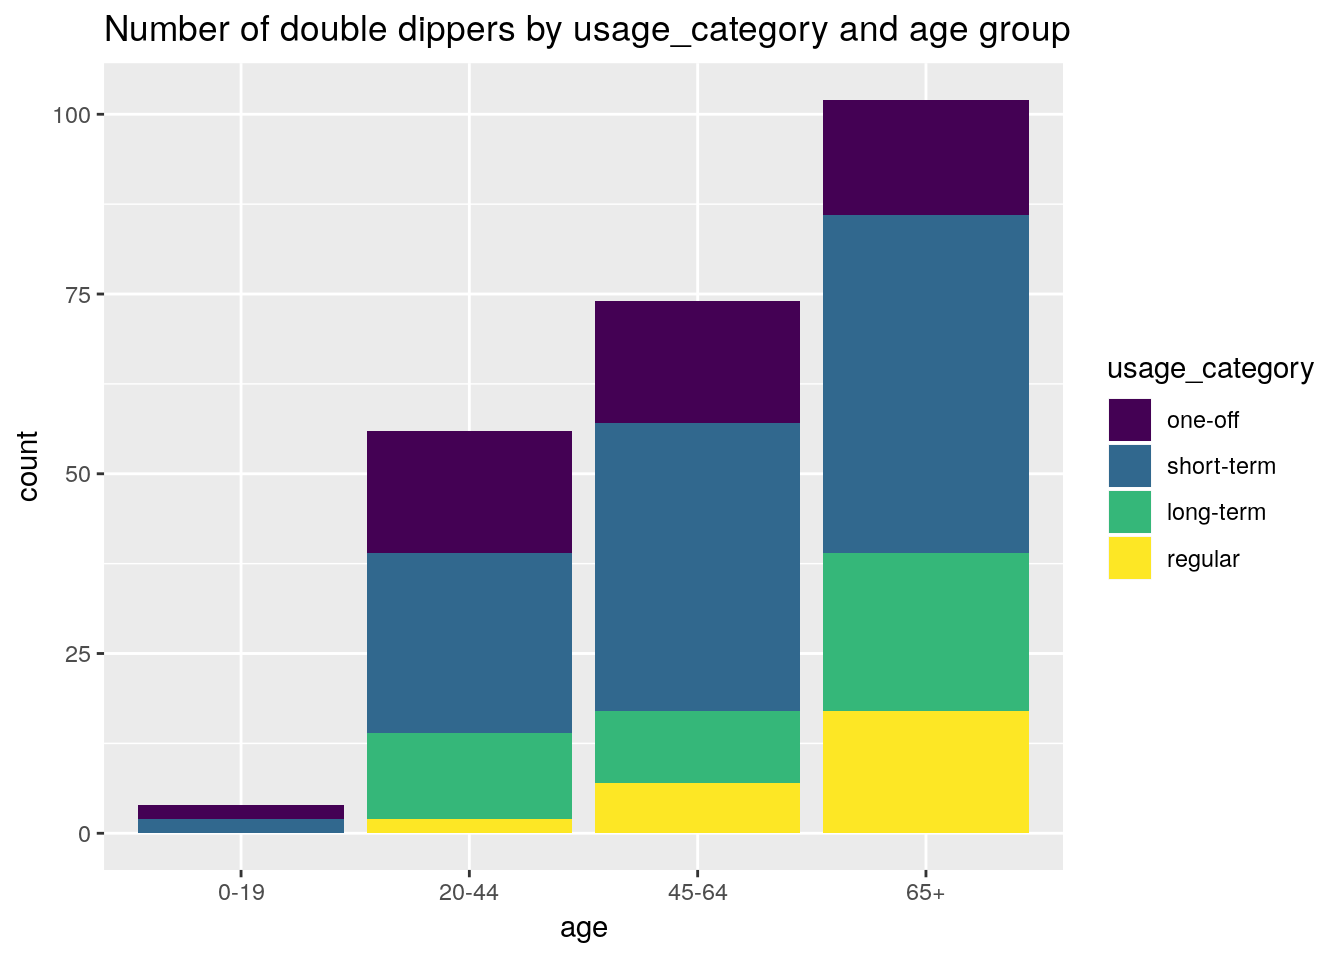 Number of double dippers by usage_category and age group
100
75
50
25
0
count
0-19
20-44
45-64
65+
age
usage_category
one-off
short-term
long-term
regular